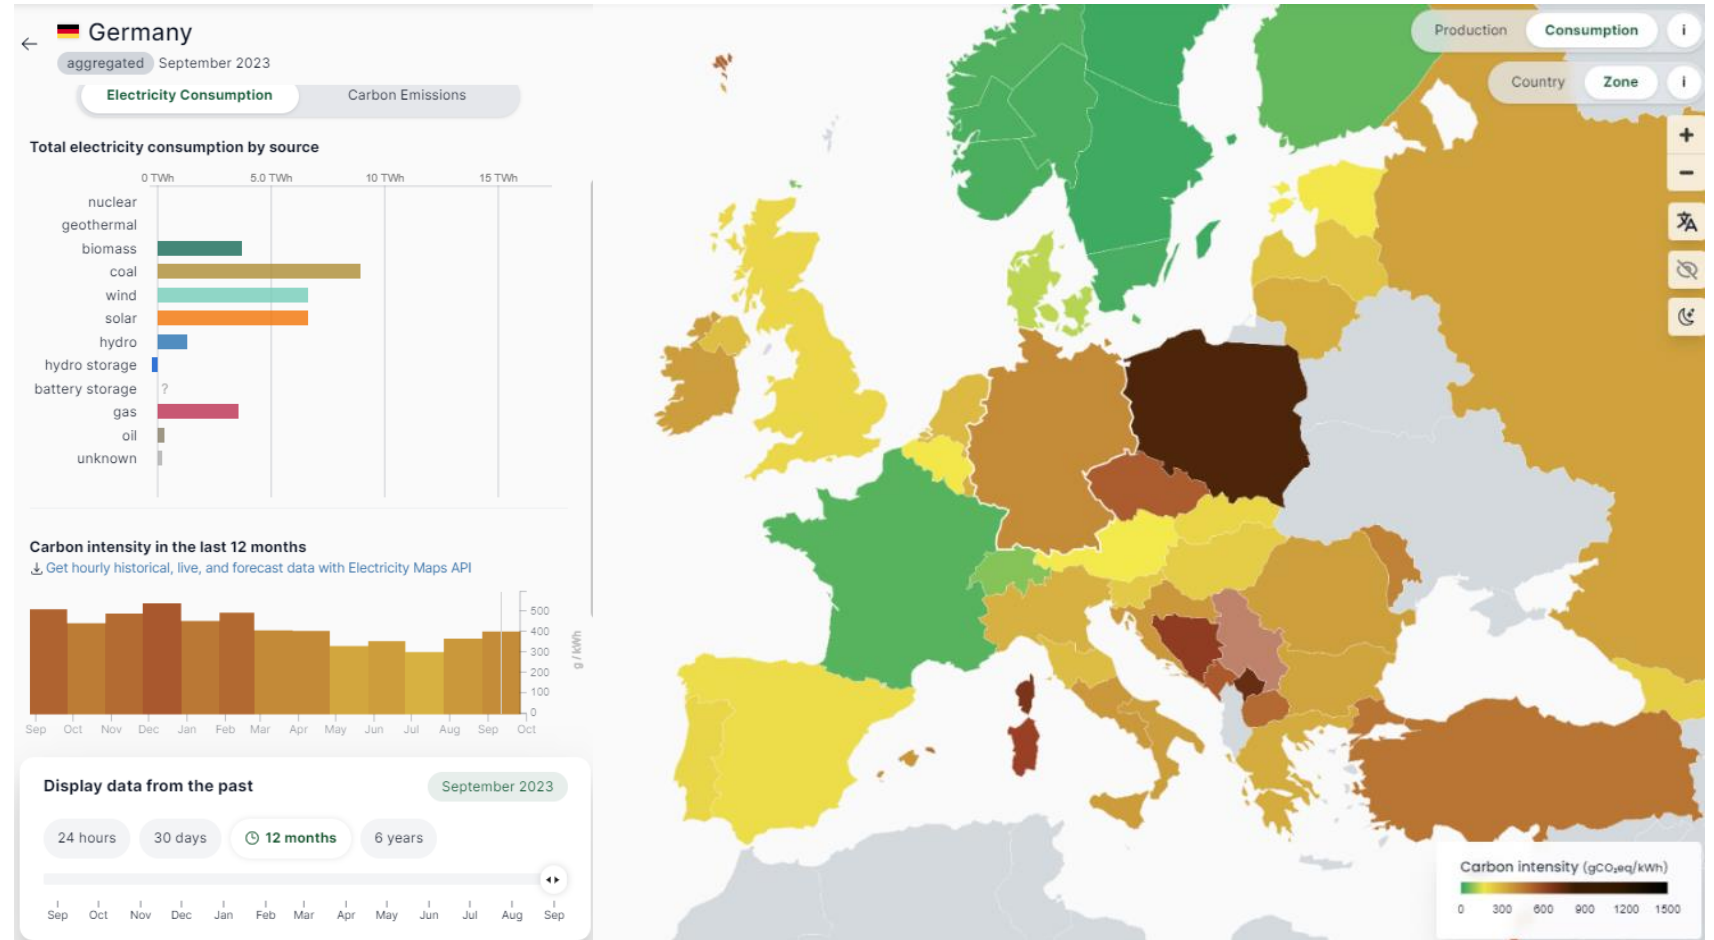 Germany
aggregated September 2023
Electricity Consumption Carbon Emissions
Total electricity consumption by source
0 TWh 5.0 TWh 10 TWh 15 TWh
nuclear
geothermal
biomass
coal
wind
solar
hydro
hydro storage
battery storage ?
gas
oil
unknown
Carbon intensity in the last 12 months
Get hourly historical, live, and forecast data with Electricity Maps API
500
400
300
200
100
0
g / kWh
Sep Oct Nov Dec Jan Feb Mar Apr May Jun Jul Aug Sep Oct
Display data from the past September 2023
24 hours 30 days 12 months 6 years
Sep Oct Nov Dec Jan Feb Mar Apr May Jun Jul Aug Sep
Production Consumption i
Country Zone i
+
−
文A
Carbon intensity (gCO₂eq/kWh)
0 300 600 900 1200 1500